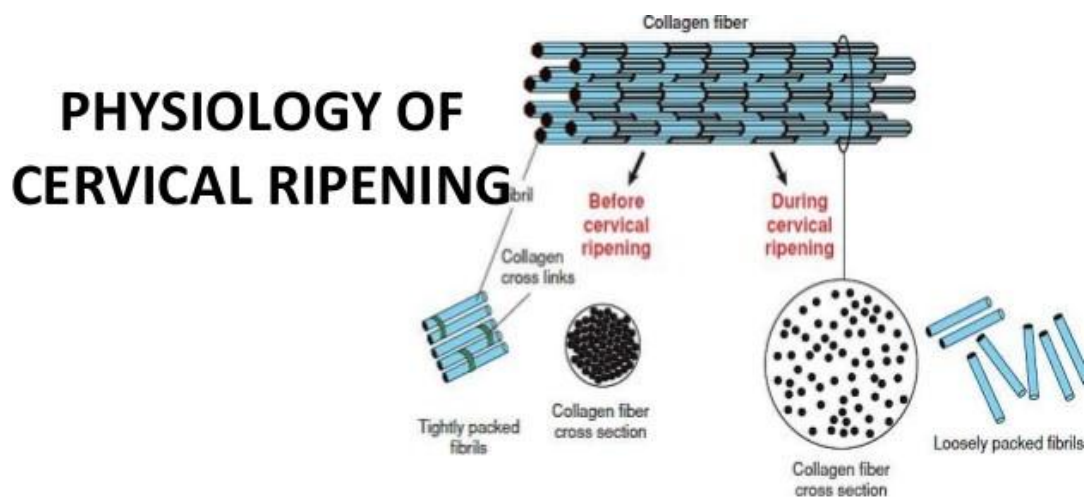 Collagen fiber
PHYSIOLOGY OF
CERVICAL RIPENING
ibril
Before
cervical
ripening
During
cervical
ripening
Collagen
cross links
Tightly packed
fibrils
Collagen fiber
cross section
Collagen fiber
cross section
Loosely packed fibrils